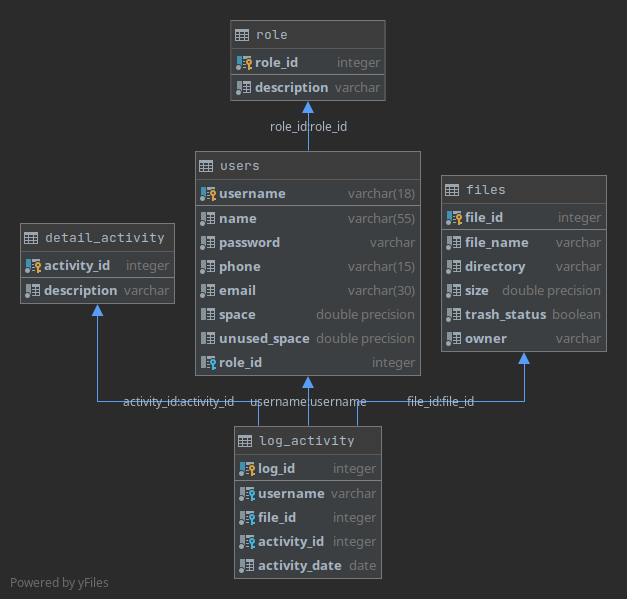 role
role_id integer
description varchar
role_id:role_id
users
username varchar(18)
name varchar(55)
password varchar
phone varchar(15)
email varchar(30)
space double precision
unused_space double precision
role_id integer
files
file_id integer
file_name varchar
directory varchar
size double precision
trash_status boolean
owner varchar
detail_activity
activity_id integer
description varchar
activity_id:activity_id
username:username
file_id:file_id
log_activity
log_id integer
username varchar
file_id integer
activity_id integer
activity_date date
Powered by yFiles